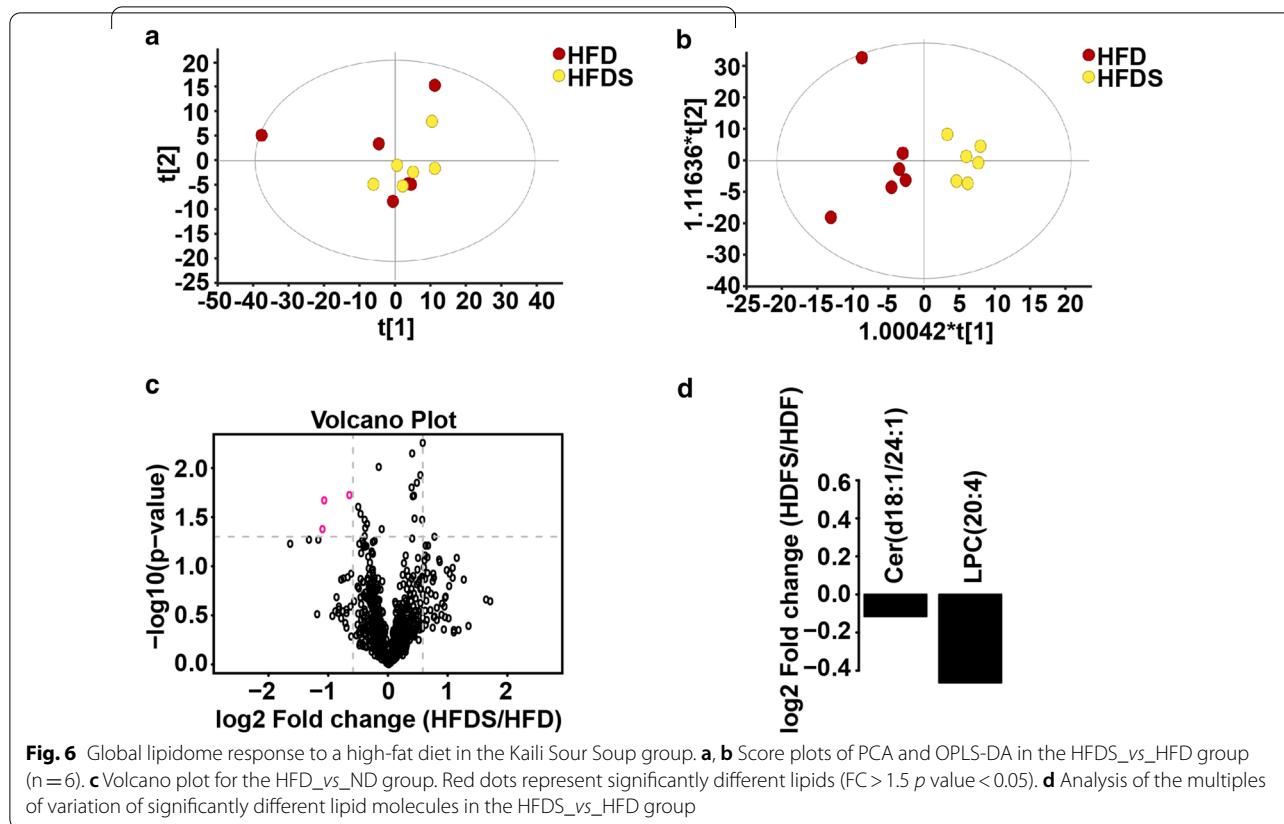 a
HFD
HFDS
20
15
10
5
0
-5
-10
-15
-20
-25
t[2]
-50 -40 -30 -20 -10 0 10 20 30 40
t[1]
b
HFD
HFDS
30
20
10
0
-5
-20
-30
-40
1.11636*t[2]
-25 -20 -15 -10 -5 0 5 10 15 20
1.00042*t[1]
c
Volcano Plot
2.0
1.5
1.0
0.5
0.0
−log10(p−value)
−2 −1 0 1 2
log2 Fold change (HFDS/HFD)
d
log2 Fold change (HDFS/HDF)
0.6
0.4
0.2
0.0
−0.2
−0.4
Cer(d18:1/24:1)
LPC(20:4)
Fig. 6 Global lipidome response to a high-fat diet in the Kaili Sour Soup group. a, b Score plots of PCA and OPLS-DA in the HFDS_vs_HFD group
(n = 6). c Volcano plot for the HFD_vs_ND group. Red dots represent significantly different lipids (FC > 1.5 p value < 0.05). d Analysis of the multiples
of variation of significantly different lipid molecules in the HFDS_vs_HFD group